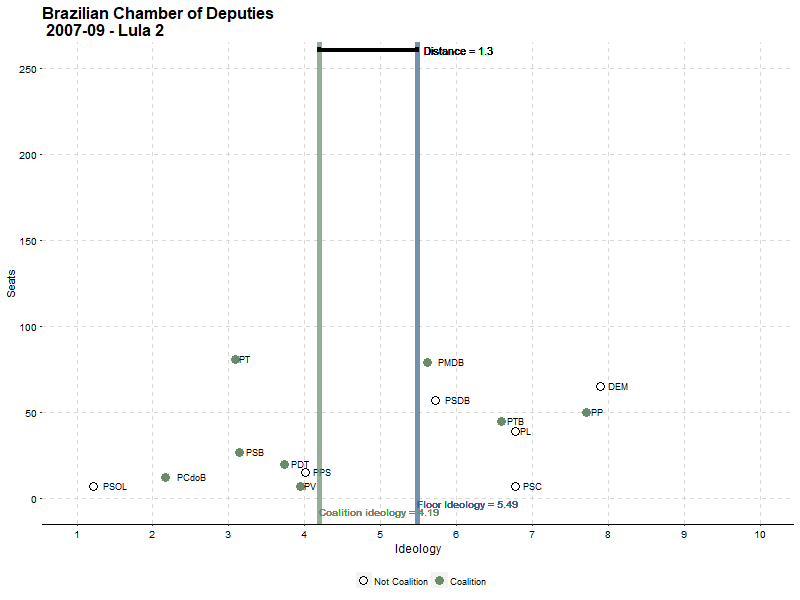 Brazilian Chamber of Deputies
2007-09 - Lula 2
Distance = 1.3
250
200
150
100
50
0
Seats
PT
PMDB
DEM
PSDB
PP
PTB
PL
PSB
PDT
PPS
PCdoB
PSOL
PV
PSC
Floor Ideology = 5.49
Coalition ideology = 4.19
1 2 3 4 5 6 7 8 9 10
Ideology
Not Coalition Coalition